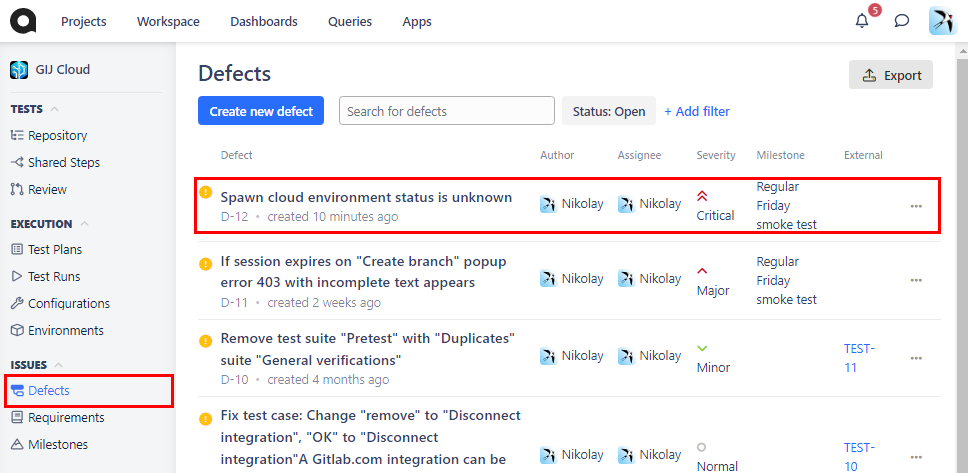 Projects Workspace Dashboards Queries Apps 5
GIJ Cloud
TESTS
Repository
Shared Steps
Review
EXECUTION
Test Plans
Test Runs
Configurations
Environments
ISSUES
Defects
Requirements
Milestones
Defects
Export
Create new defect Search for defects Status: Open + Add filter
Defect Author Assignee Severity Milestone External
Spawn cloud environment status is unknown
D-12 • created 10 minutes ago
Nikolay Nikolay
Critical
Regular
Friday
smoke test
If session expires on "Create branch" popup
error 403 with incomplete text appears
D-11 • created 2 weeks ago
Nikolay Nikolay
Major
Regular
Friday
smoke test
Remove test suite "Pretest" with "Duplicates"
suite "General verifications"
D-10 • created 4 months ago
Nikolay Nikolay
Minor
TEST-
11
Fix test case: Change "remove" to "Disconnect
integration", "OK" to "Disconnect
integration"A Gitlab.com integration can be
Nikolay Nikolay
Normal
TEST-
10